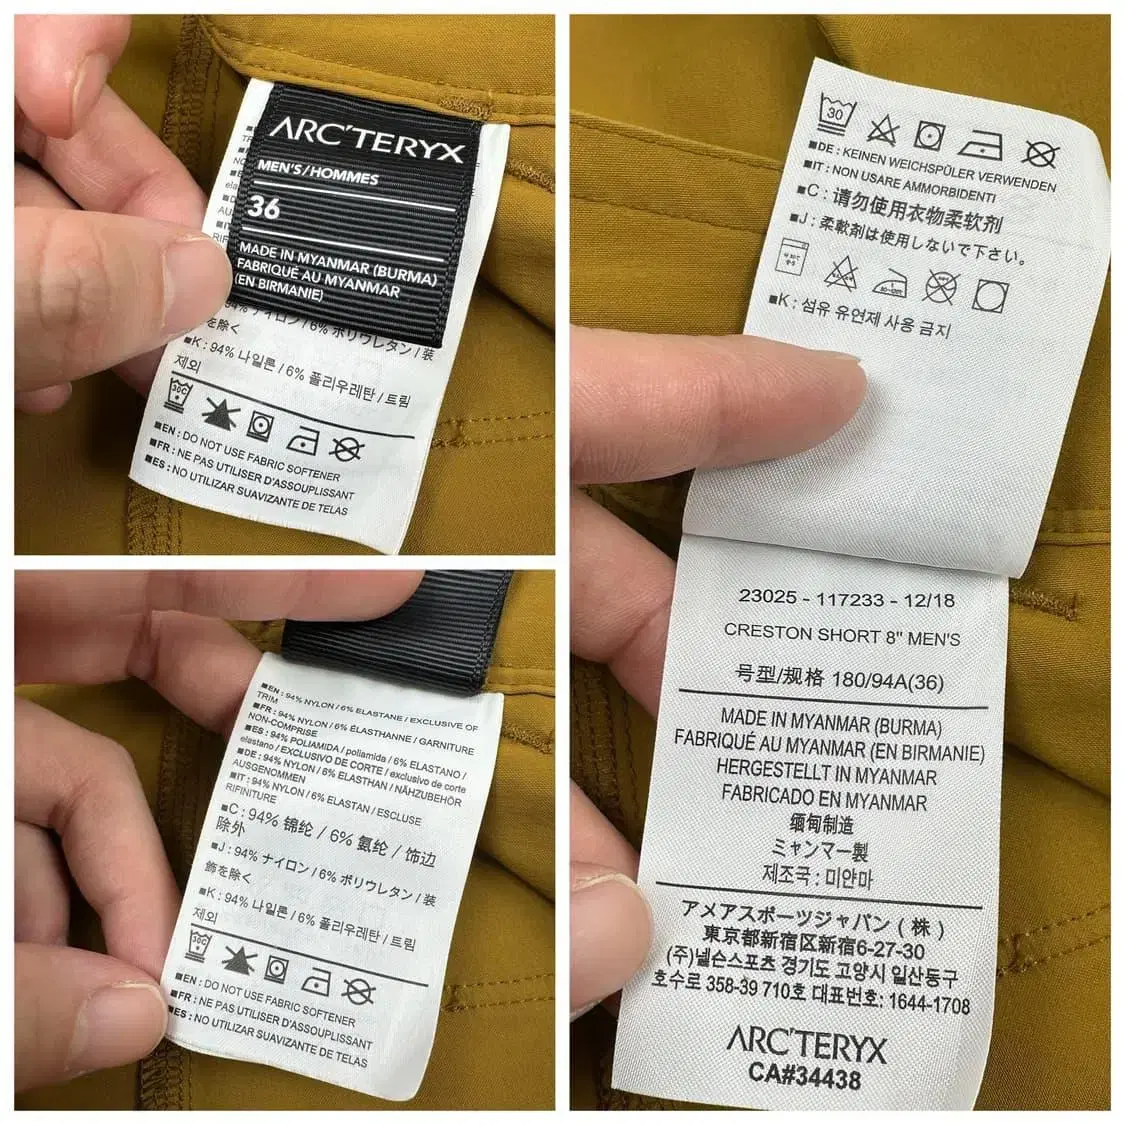 ARC'TERYX
MEN'S/HOMMES
36
MADE IN MYANMAR (BURMA)
FABRIQUÉ AU MYANMAR
(EN BIRMANIE)
94% ナイロン / 6% ポリウレタン / 装
を除く
■K : 94% 나일론 / 6% 폴리우레탄 / 트림
제외
30C
■EN : DO NOT USE FABRIC SOFTENER
■FR : NE PAS UTILISER D'ASSOUPLISSANT
■ES : NO UTILIZAR SUAVIZANTE DE TELAS
■EN : 94% NYLON / 6% ELASTANE / EXCLUSIVE OF
TRIM
■FR : 94% NYLON / 6% ÉLASTHANNE / GARNITURE
NON-COMPRISE
■ES : 94% POLIAMIDA / poliamida / 6% ELASTANO /
elastano / EXCLUSIVO DE CORTE / exclusivo de corte
■DE : 94% NYLON / 6% ELASTHAN / NÄHZUBEHÖR
AUSGENOMMEN
■IT : 94% NYLON / 6% ELASTAN / ESCLUSE
RIFINITURE
■C : 94% 锦纶 / 6% 氨纶 / 饰边
除外
■J : 94% ナイロン / 6% ポリウレタン / 装
飾を除く
■K : 94% 나일론 / 6% 폴리우레탄 / 트림
제외
30C
■EN : DO NOT USE FABRIC SOFTENER
■FR : NE PAS UTILISER D'ASSOUPLISSANT
■ES : NO UTILIZAR SUAVIZANTE DE TELAS
30
■DE : KEINEN WEICHSPÜLER VERWENDEN
■IT : NON USARE AMMORBIDENTI
■C : 请勿使用衣物柔软剂
■J : 柔軟剤は使用しないで下さい。
■K : 섬유 유연제 사용 금지
23025 - 117233 - 12/18
CRESTON SHORT 8" MEN'S
号型/规格 180/94A(36)
MADE IN MYANMAR (BURMA)
FABRIQUÉ AU MYANMAR (EN BIRMANIE)
HERGESTELLT IN MYANMAR
FABRICADO EN MYANMAR
缅甸制造
ミャンマー製
제조국 : 미얀마
アメアスポーツジャパン ( 株 )
東京都新宿区新宿6-27-30
(주)넬슨스포츠 경기도 고양시 일산동구
호수로 358-39 710호 대표번호: 1644-1708
ARC'TERYX
CA#34438